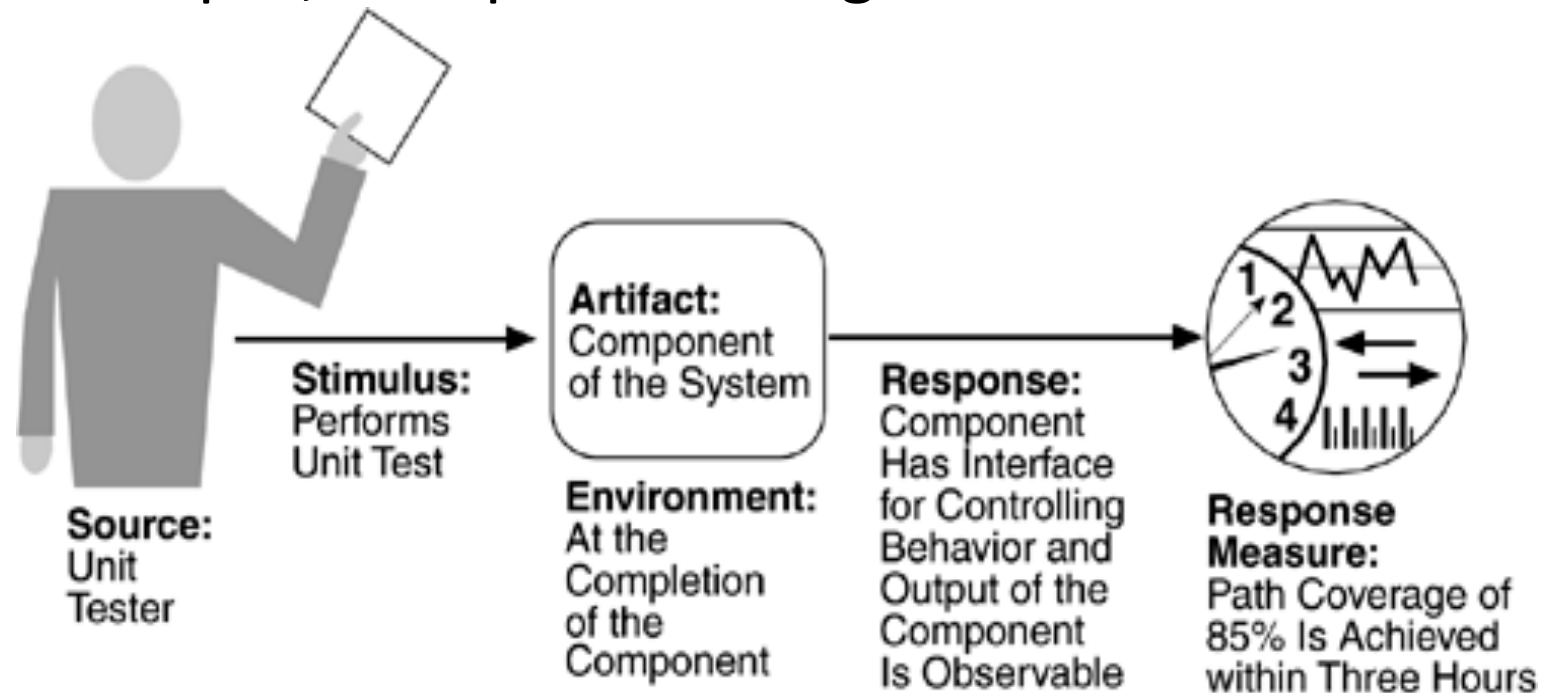 Source:
Unit
Tester
Stimulus:
Performs
Unit Test
Artifact:
Component
of the System
Environment:
At the
Completion
of the
Component
Response:
Component
Has Interface
for Controlling
Behavior and
Output of the
Component
Is Observable
1
2
3
4
Response
Measure:
Path Coverage of
85% Is Achieved
within Three Hours